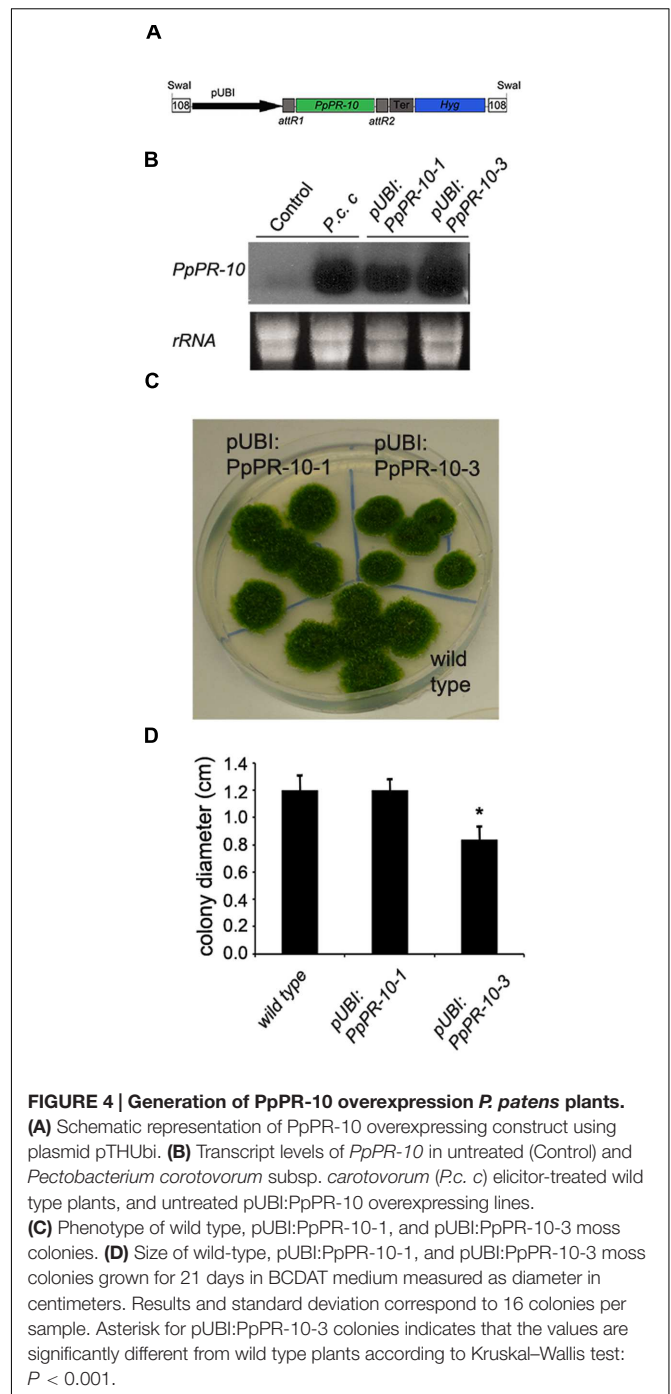 A
SwaI
pUBI
SwaI
108
PpPR-10
Ter
Hyg
108
attR1
attR2
B
Control
P.c. c
pUBI:
PpPR-10-1
pUBI:
PpPR-10-3
PpPR-10
rRNA
C
pUBI:
PpPR-10-1
pUBI:
PpPR-10-3
wild
type
D
colony diameter (cm)
1.4
1.2
1.0
0.8
0.6
0.4
0.2
0.0
*
wild type
pUBI:
PpPR-10-1
pUBI:
PpPR-10-3
FIGURE 4 | Generation of PpPR-10 overexpression P. patens plants.
(A) Schematic representation of PpPR-10 overexpressing construct using
plasmid pTHUbi. (B) Transcript levels of PpPR-10 in untreated (Control) and
Pectobacterium corotovorum subsp. carotovorum (P.c. c) elicitor-treated wild
type plants, and untreated pUBI:PpPR-10 overexpressing lines.
(C) Phenotype of wild type, pUBI:PpPR-10-1, and pUBI:PpPR-10-3 moss
colonies. (D) Size of wild-type, pUBI:PpPR-10-1, and pUBI:PpPR-10-3 moss
colonies grown for 21 days in BCDAT medium measured as diameter in
centimeters. Results and standard deviation correspond to 16 colonies per
sample. Asterisk for pUBI:PpPR-10-3 colonies indicates that the values are
significantly different from wild type plants according to Kruskal–Wallis test:
P < 0.001.